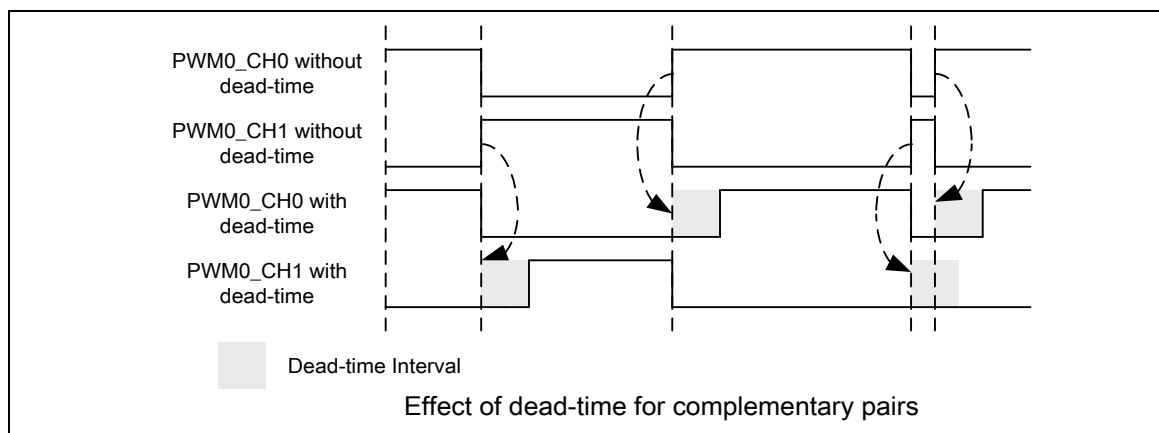 PWM0_CH0 without
dead-time
PWM0_CH1 without
dead-time
PWM0_CH0 with
dead-time
PWM0_CH1 with
dead-time
Dead-time Interval
Effect of dead-time for complementary pairs